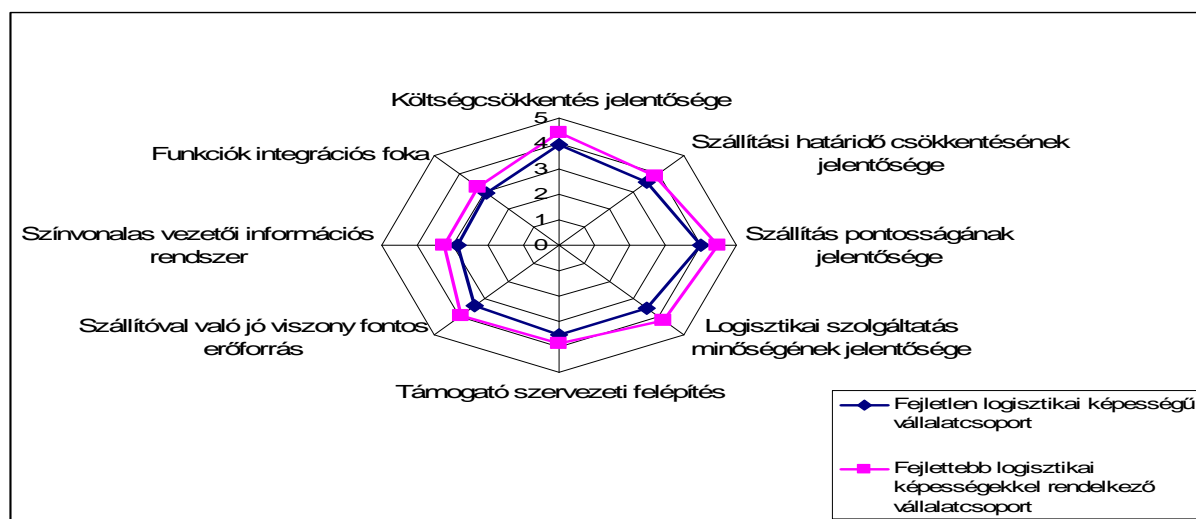 Költségcsökkentés jelentősége
5
4
3
2
1
0
Szállítási határidő csökkentésének
jelentősége
Szállítás pontosságának
jelentősége
Logisztikai szolgáltatás
minőségének jelentősége
Támogató szervezeti felépítés
Szállítóval való jó viszony fontos
erőforrás
Színvonalas vezetői információs
rendszer
Funkciók integrációs foka
Fejletlen logisztikai képességű
vállalatcsoport
Fejlettebb logisztikai
képességekkel rendelkező
vállalatcsoport